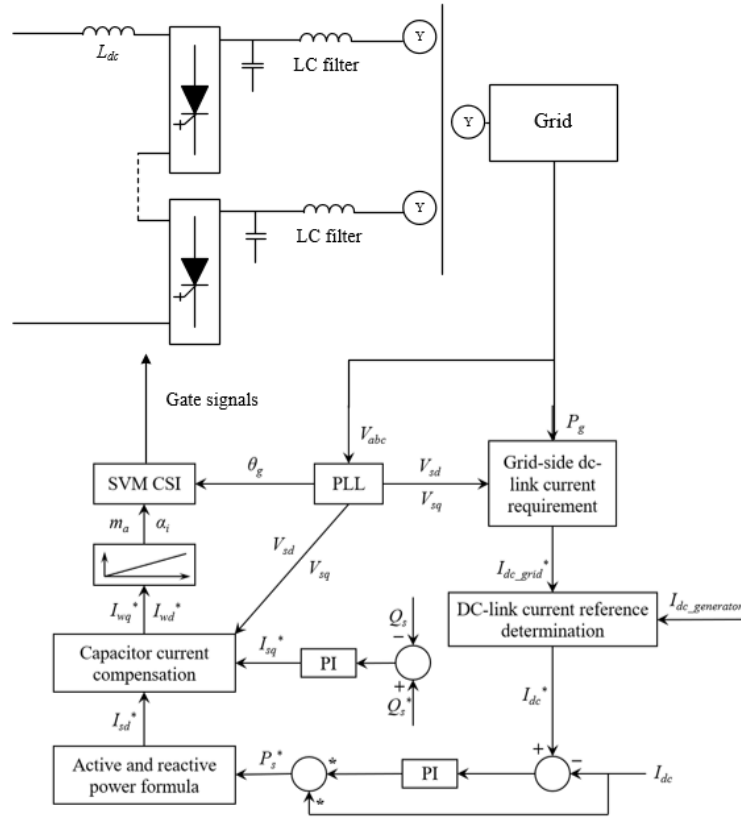 L_dc
LC filter
Y
Y
Grid
Y
LC filter
Gate signals
V_abc
P_g
SVM CSI
θ_g
PLL
V_sd
V_sq
Grid-side dc-
link current
requirement
m_a
α_i
V_sd
V_sq
I_dc_grid*
I_wq*
I_wd*
Q_s
DC-link current reference
determination
I_dc_generator
Capacitor current
compensation
I_sq*
PI
−
+
Q_s*
I_sd*
I_dc*
Active and reactive
power formula
P_s*
*
*
PI
+
−
I_dc